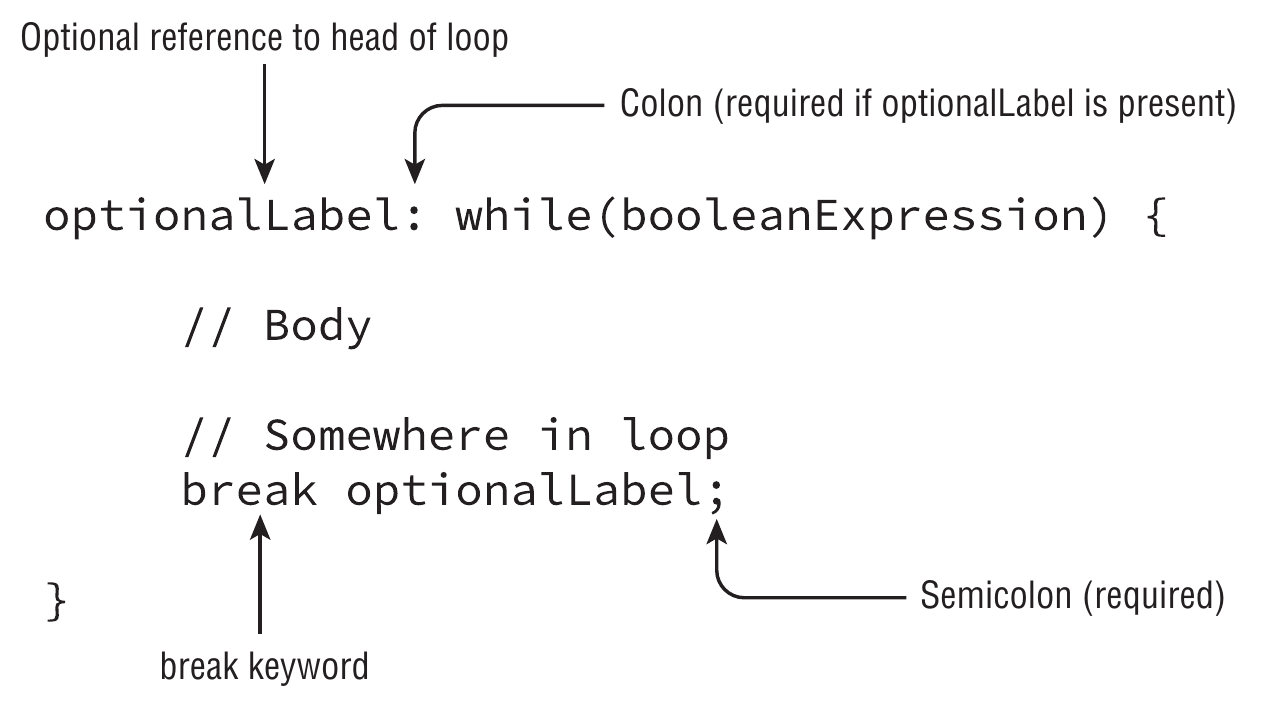 Optional reference to head of loop
Colon (required if optionalLabel is present)
optionalLabel: while(booleanExpression) {
// Body
// Somewhere in loop
break optionalLabel;
}
Semicolon (required)
break keyword